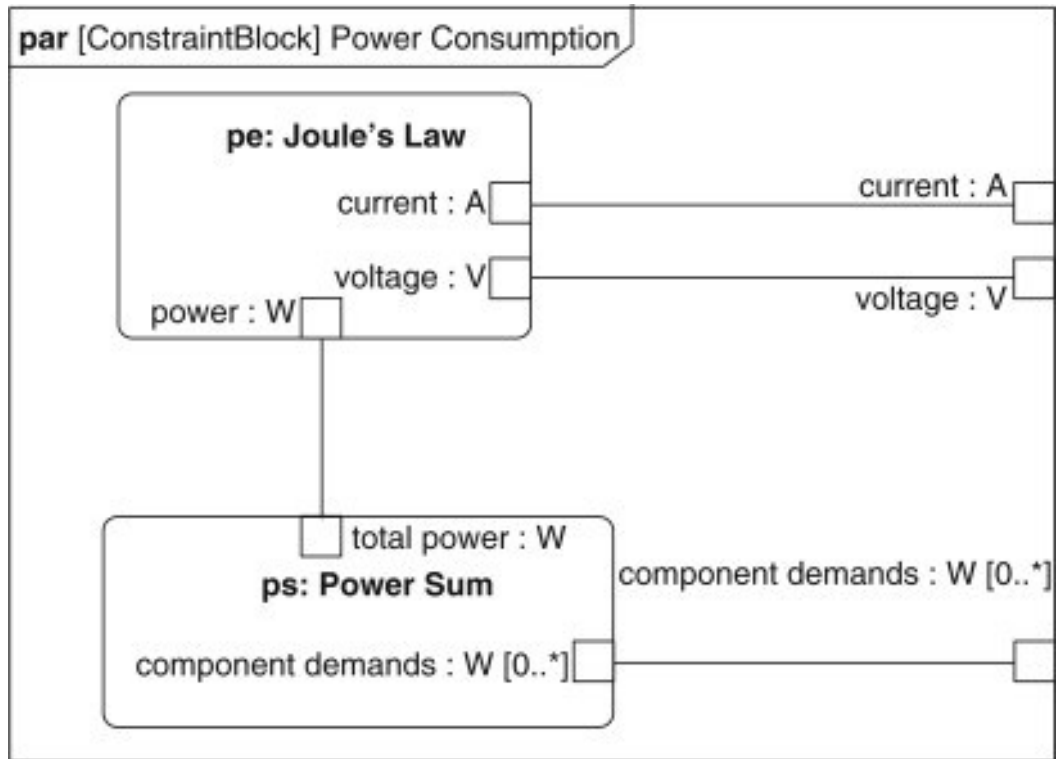 par [ConstraintBlock] Power Consumption
pe: Joule's Law
current : A
current : A
voltage : V
voltage : V
power : W
total power : W
ps: Power Sum
component demands : W [0..*]
component demands : W [0..*]